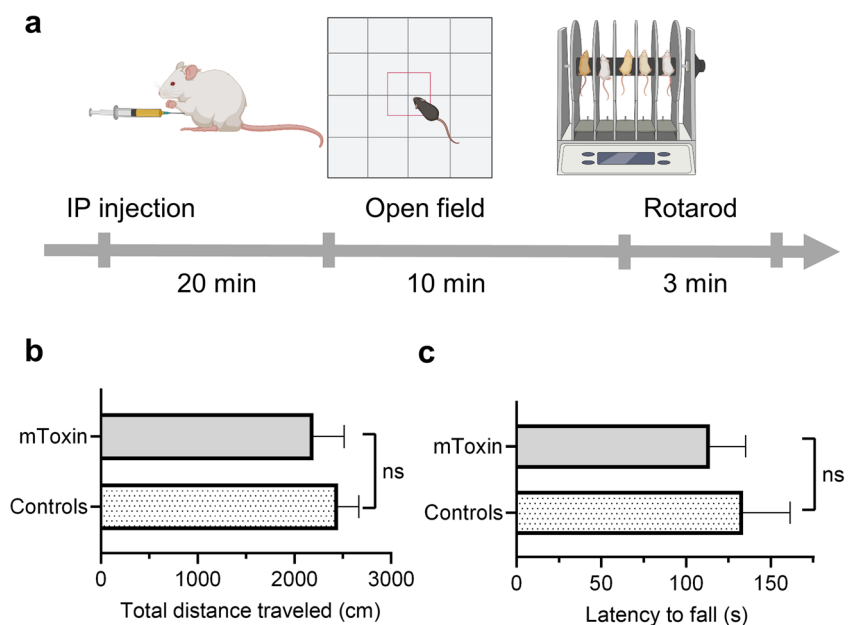 a
IP injection
Open field
Rotarod
20 min
10 min
3 min
b
mToxin
Controls
ns
0
1000
2000
3000
Total distance traveled (cm)
c
mToxin
Controls
ns
0
50
100
150
Latency to fall (s)